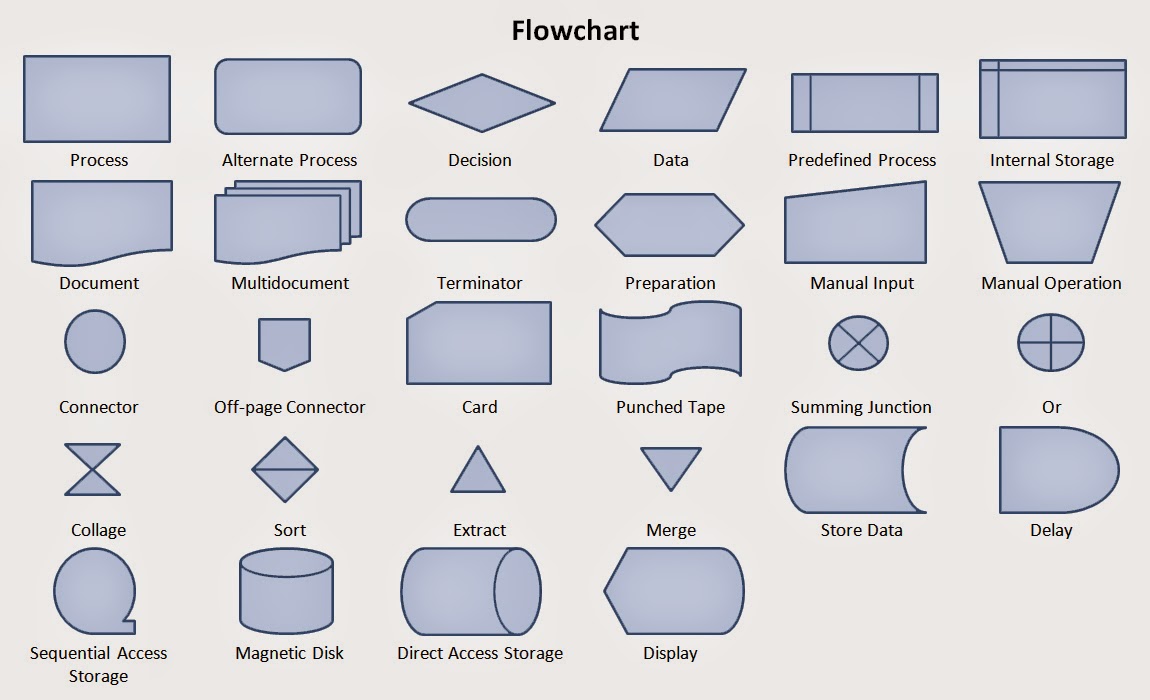 Flowchart
Process
Alternate Process
Decision
Data
Predefined Process
Internal Storage
Document
Multidocument
Terminator
Preparation
Manual Input
Manual Operation
Connector
Off-page Connector
Card
Punched Tape
Summing Junction
Or
Collage
Sort
Extract
Merge
Store Data
Delay
Sequential Access
Storage
Magnetic Disk
Direct Access Storage
Display